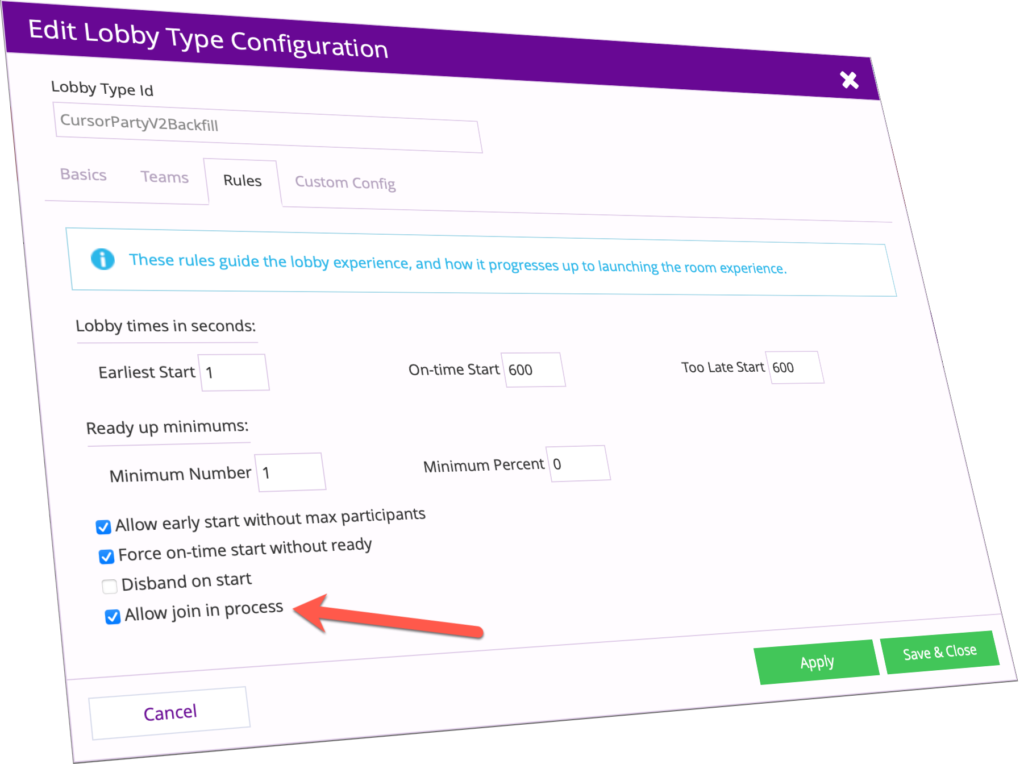 Edit Lobby Type Configuration
Lobby Type Id
CursorPartyV2Backfill
Basics Teams Rules Custom Config
These rules guide the lobby experience, and how it progresses up to launching the room experience.
Lobby times in seconds:
Earliest Start 1 On-time Start 600 Too Late Start 600
Ready up minimums:
Minimum Number 1 Minimum Percent 0
Allow early start without max participants
Force on-time start without ready
Disband on start
Allow join in process
Cancel Apply Save & Close